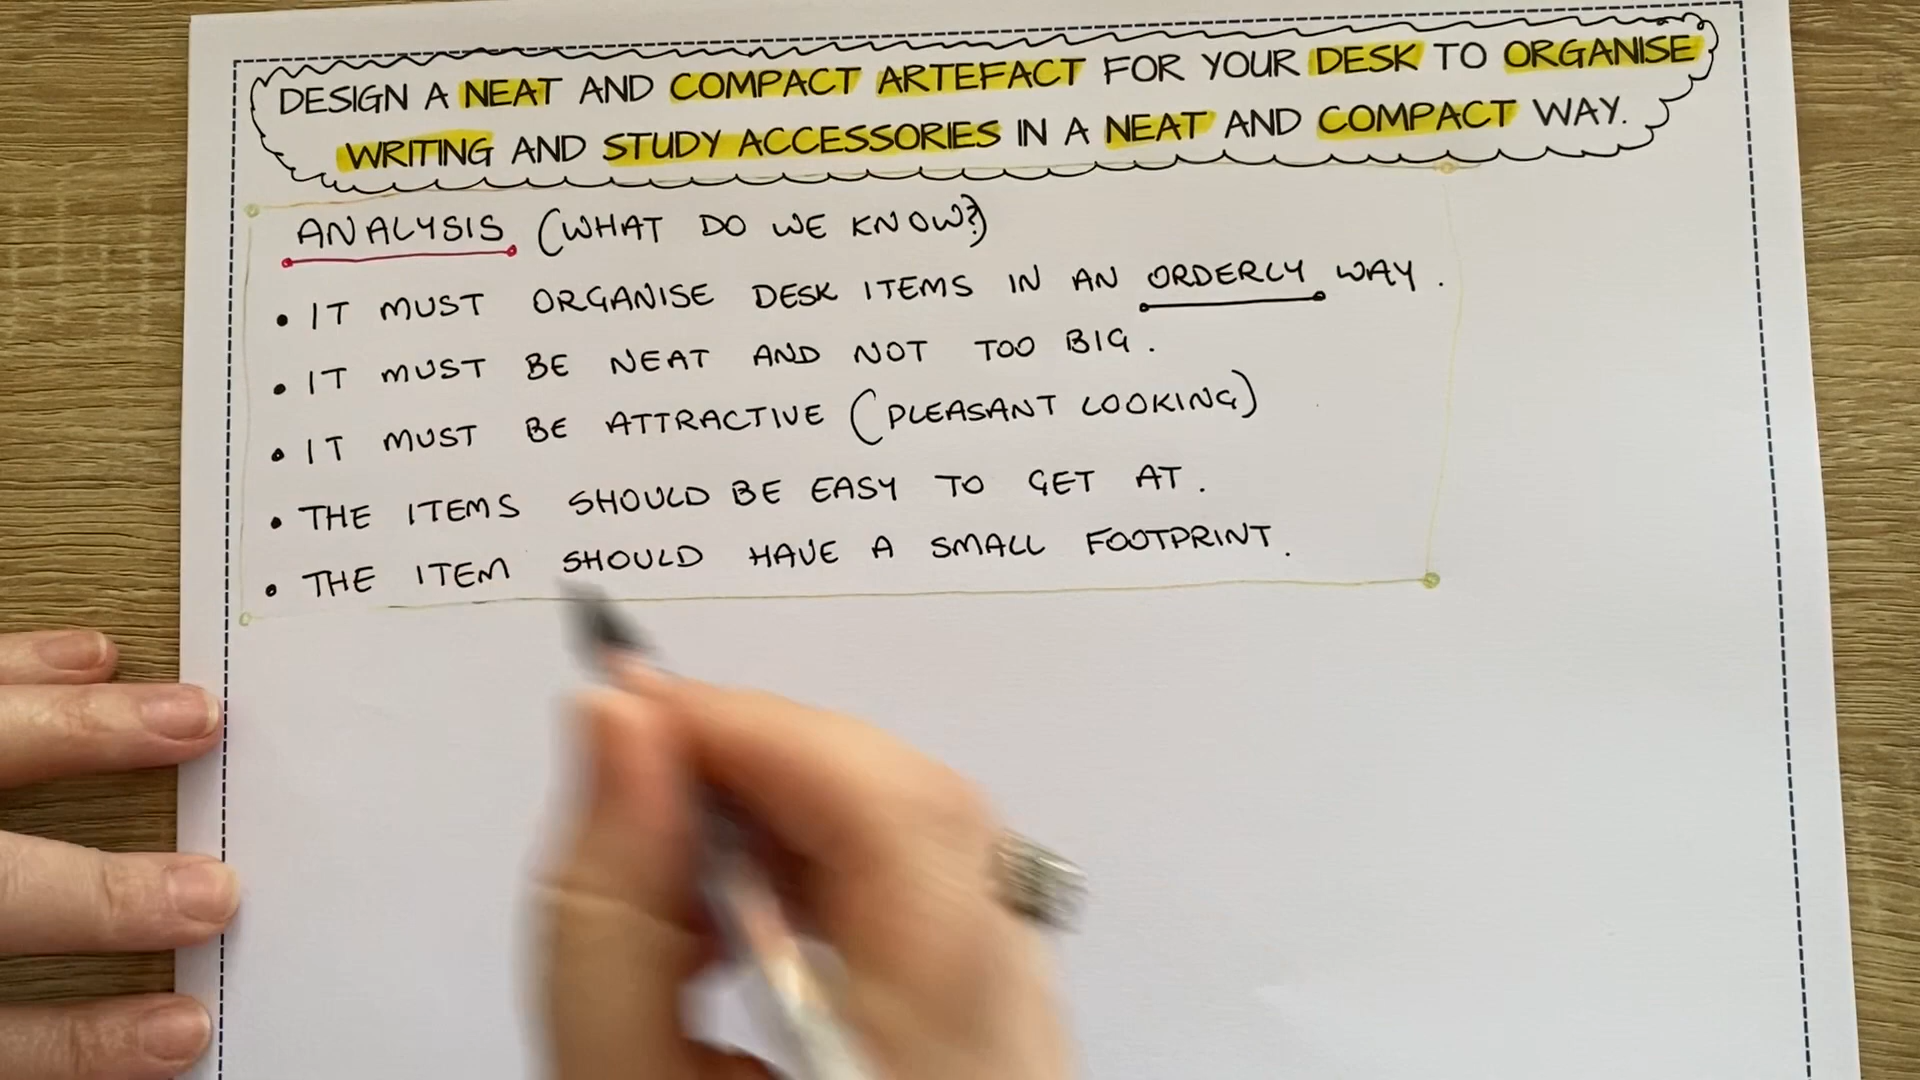 DESIGN A NEAT AND COMPACT ARTEFACT FOR YOUR DESK TO ORGANISE
WRITING AND STUDY ACCESSORIES IN A NEAT AND COMPACT WAY.
ANALYSIS (WHAT DO WE KNOW?)
• IT MUST ORGANISE DESK ITEMS IN AN ORDERLY WAY.
• IT MUST BE NEAT AND NOT TOO BIG.
• IT MUST BE ATTRACTIVE (PLEASANT LOOKING)
• THE ITEMS SHOULD BE EASY TO GET AT.
• THE ITEM SHOULD HAVE A SMALL FOOTPRINT.